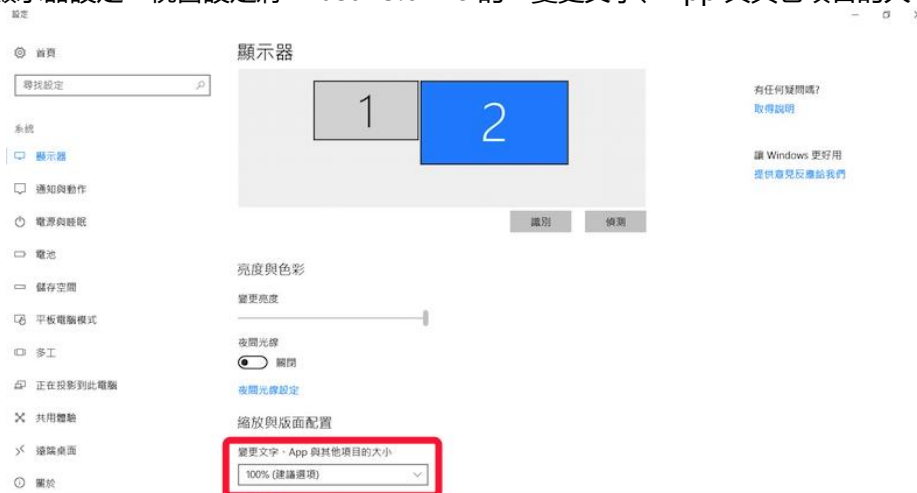 設定
首頁
尋找設定
系統
顯示器
通知與動作
電源與睡眠
電池
儲存空間
平板電腦模式
多工
正在投影到此電腦
共用體驗
遠端桌面
關於
顯示器
1
2
識別
偵測
亮度與色彩
變更亮度
夜間光線
關閉
夜間光線設定
縮放與版面配置
變更文字、App 與其他項目的大小
100% (建議選項)
有任何疑問嗎?
取得說明
讓 Windows 更好用
提供意見反應給我們